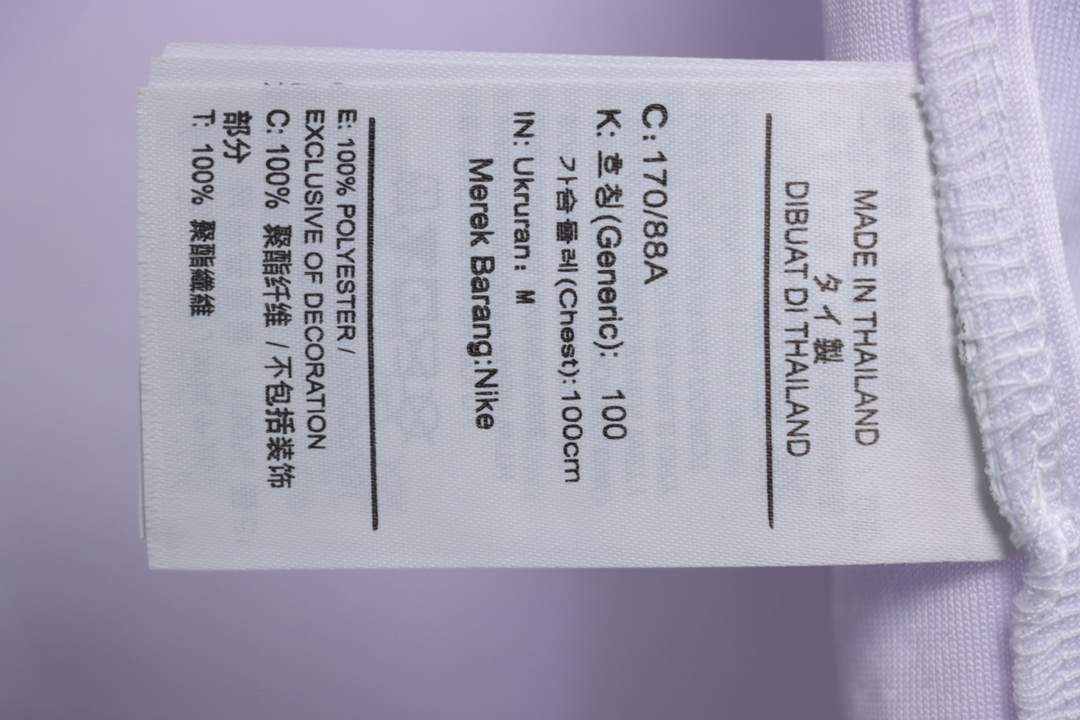 MADE IN THAILAND
タイ製
DIBUAT DI THAILAND
C: 170/88A
K: 호칭(Generic): 100
가슴둘레(Chest): 100cm
IN: Ukruran: M
Merek Barang:Nike
E: 100% POLYESTER /
EXCLUSIVE OF DECORATION
C: 100% 聚酯纤维 / 不包括装饰
部分
T: 100% 聚酯纖維